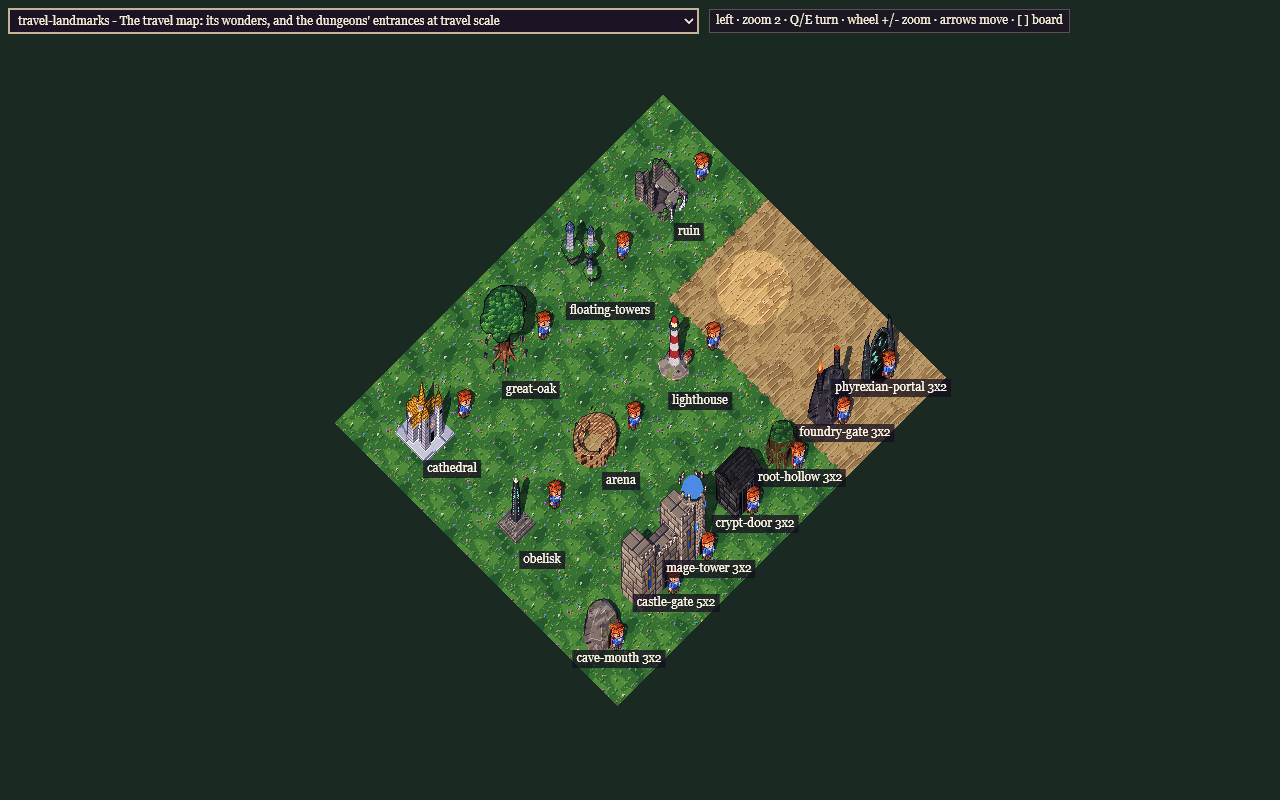 travel-landmarks - The travel map: its wonders, and the dungeons' entrances at travel scale
left · zoom 2 · Q/E turn · wheel +/- zoom · arrows move · [ ] board
ruin
floating-towers
great-oak
lighthouse
phyrexian-portal 3x2
foundry-gate 3x2
cathedral
arena
root-hollow 3x2
crypt-door 3x2
obelisk
mage-tower 3x2
castle-gate 5x2
cave-mouth 3x2